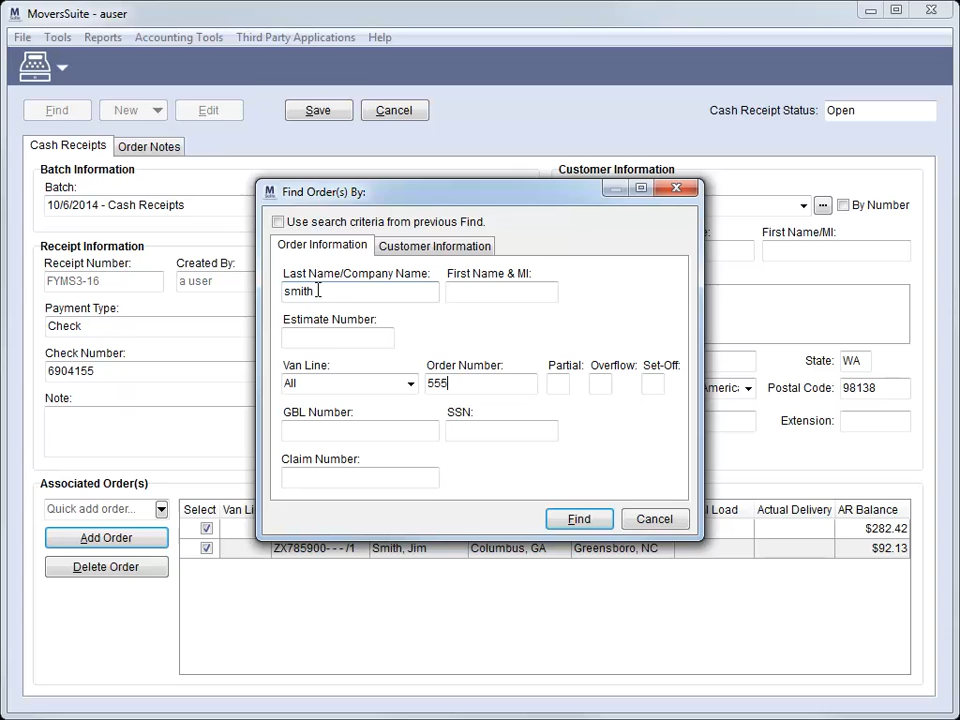 MoversSuite - auser
File Tools Reports Accounting Tools Third Party Applications Help
Find New Edit Save Cancel Cash Receipt Status: Open
Cash Receipts Order Notes
Batch Information
Batch:
10/6/2014 - Cash Receipts
Customer Information
By Number
First Name/MI:
Receipt Information
Receipt Number: Created By:
FYMS3-16 a user
Payment Type:
Check
Check Number:
6904155
Note:
State: WA
Postal Code: 98138
Extension:
Find Order(s) By:
Use search criteria from previous Find.
Order Information Customer Information
Last Name/Company Name: First Name & MI:
smith
Estimate Number:
Van Line: Order Number: Partial: Overflow: Set-Off:
All 555
GBL Number: SSN:
Claim Number:
Find Cancel
Associated Order(s)
Quick add order...
Add Order
Delete Order
Select Van Li Load Actual Delivery AR Balance
$282.42
ZX785900- - - /1 Smith, Jim Columbus, GA Greensboro, NC $92.13